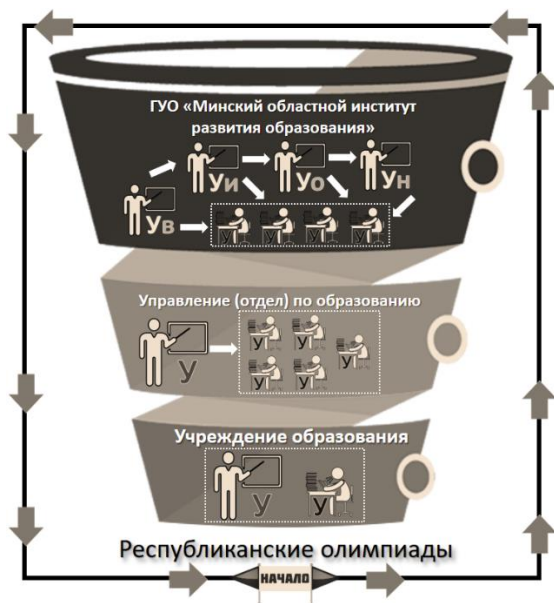 ГУО «Минский областной институт
развития образования»
Уи
Уо
Ун
Ув
У У У У
Управление (отдел) по образованию
У
У У
У
У У
Учреждение образования
У
У
Республиканские олимпиады
НАЧАЛО